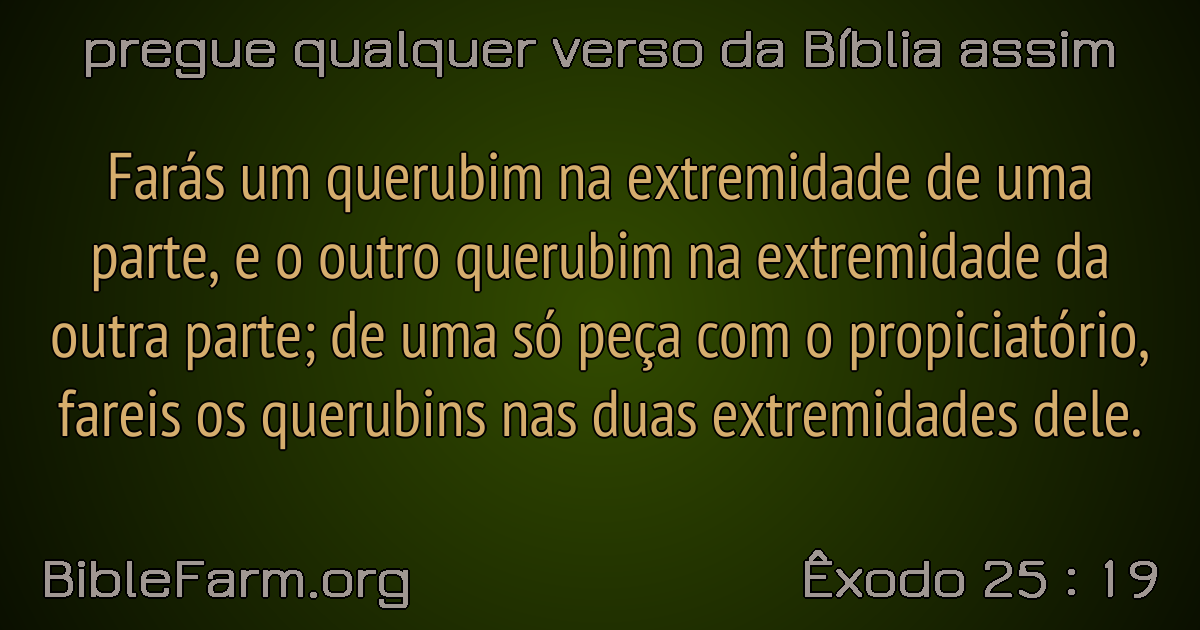 pregue qualquer verso da Bíblia assim
Farás um querubim na extremidade de uma
parte, e o outro querubim na extremidade da
outra parte; de uma só peça com o propiciatório,
fareis os querubins nas duas extremidades dele.
BibleFarm.org
Êxodo 25 : 19